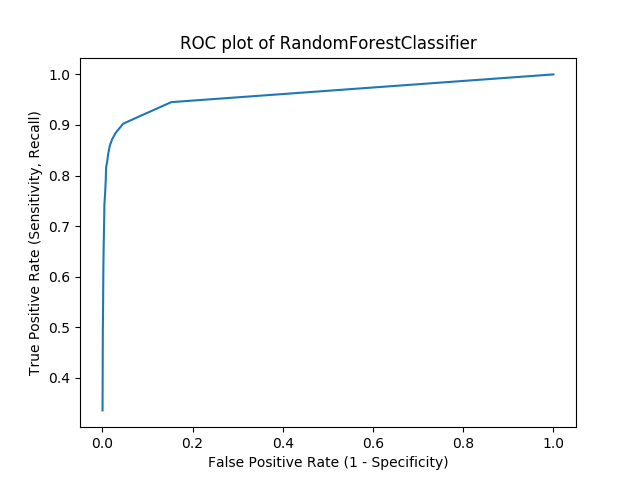 ROC plot of RandomForestClassifier
True Positive Rate (Sensitivity, Recall)
1.0
0.9
0.8
0.7
0.6
0.5
0.4
0.0 0.2 0.4 0.6 0.8 1.0
False Positive Rate (1 - Specificity)